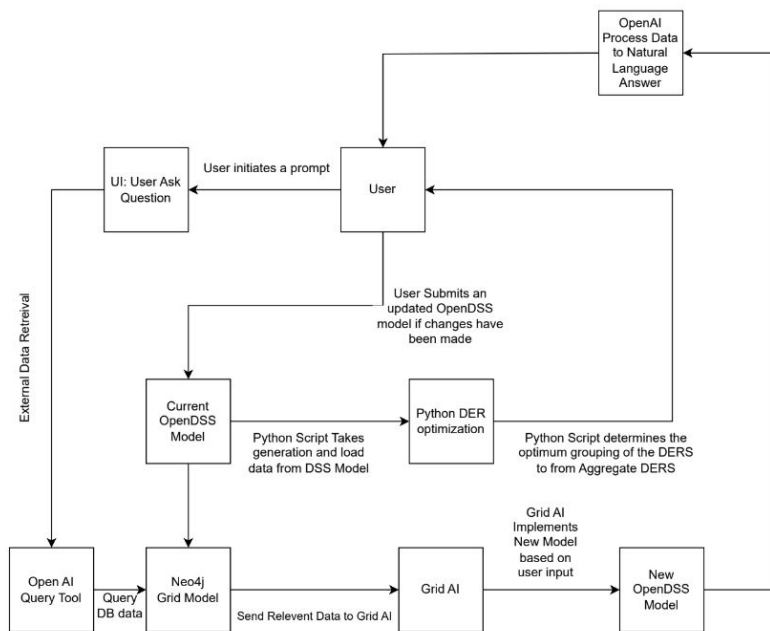 OpenAI
Process Data
to Natural
Language
Answer
User initiates a prompt
UI: User Ask
Question
User
External Data Retreival
User Submits an
updated OpenDSS
model if changes have
been made
Current
OpenDSS
Model
Python Script Takes
generation and load
data from DSS Model
Python DER
optimization
Python Script determines the
optimum grouping of the DERS
to from Aggregate DERS
Grid AI
Implements
New Model
based on
user input
Open AI
Query Tool
Query
DB data
Neo4j
Grid Model
Send Relevent Data to Grid AI
Grid AI
New
OpenDSS
Model